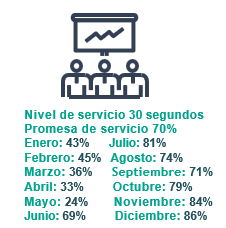 Nivel de servicio 30 segundos
Promesa de servicio 70%
Enero: 43% Julio: 81%
Febrero: 45% Agosto: 74%
Marzo: 36% Septiembre: 71%
Abril: 33% Octubre: 79%
Mayo: 24% Noviembre: 84%
Junio: 69% Diciembre: 86%